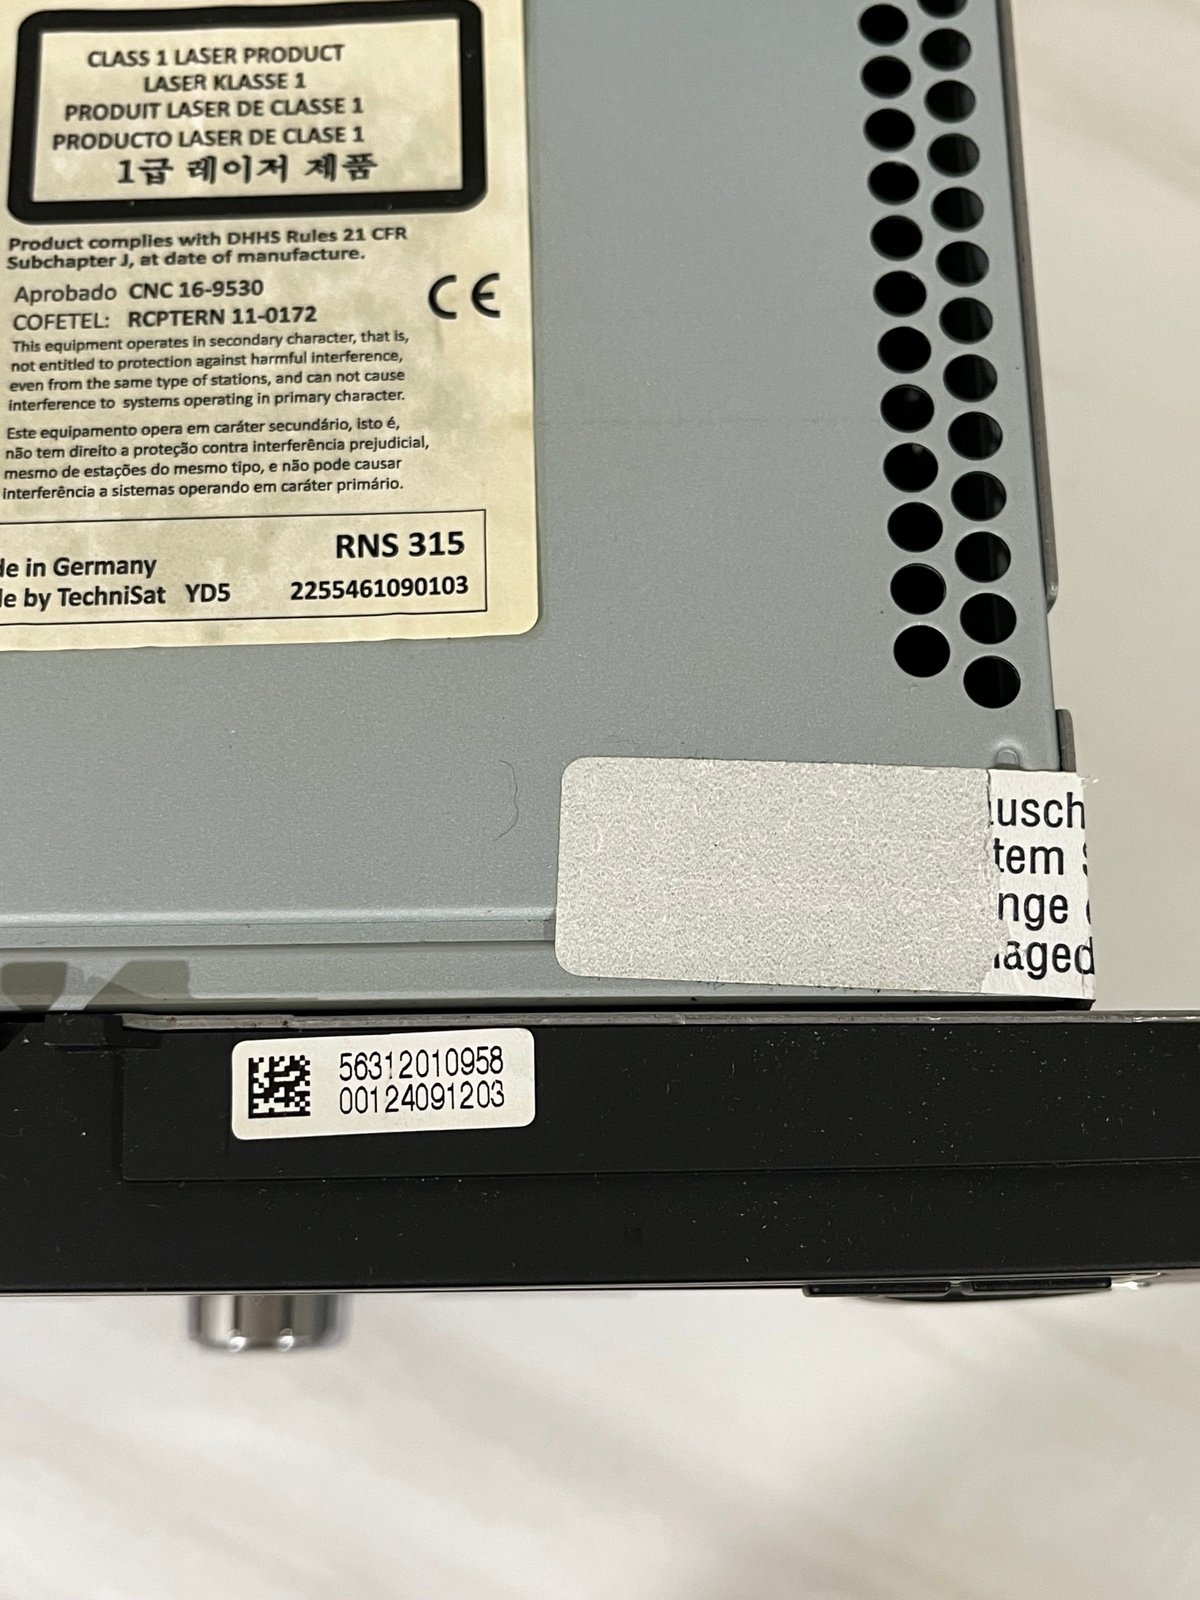 CLASS 1 LASER PRODUCT
LASER KLASSE 1
PRODUIT LASER DE CLASSE 1
PRODUCTO LASER DE CLASE 1
1급 레이저 제품
Product complies with DHHS Rules 21 CFR
Subchapter J, at date of manufacture.
Aprobado CNC 16-9530
COFETEL: RCPTERN 11-0172
CE
This equipment operates in secondary character, that is,
not entitled to protection against harmful interference,
even from the same type of stations, and can not cause
interference to systems operating in primary character.
Este equipamento opera em caráter secundário, isto é,
não tem direito a proteção contra interferência prejudicial,
mesmo de estações do mesmo tipo, e não pode causar
interferência a sistemas operando em caráter primário.
RNS 315
de in Germany
de by TechniSat YD5 2255461090103
usch
tem
nge
aged
56312010958
00124091203